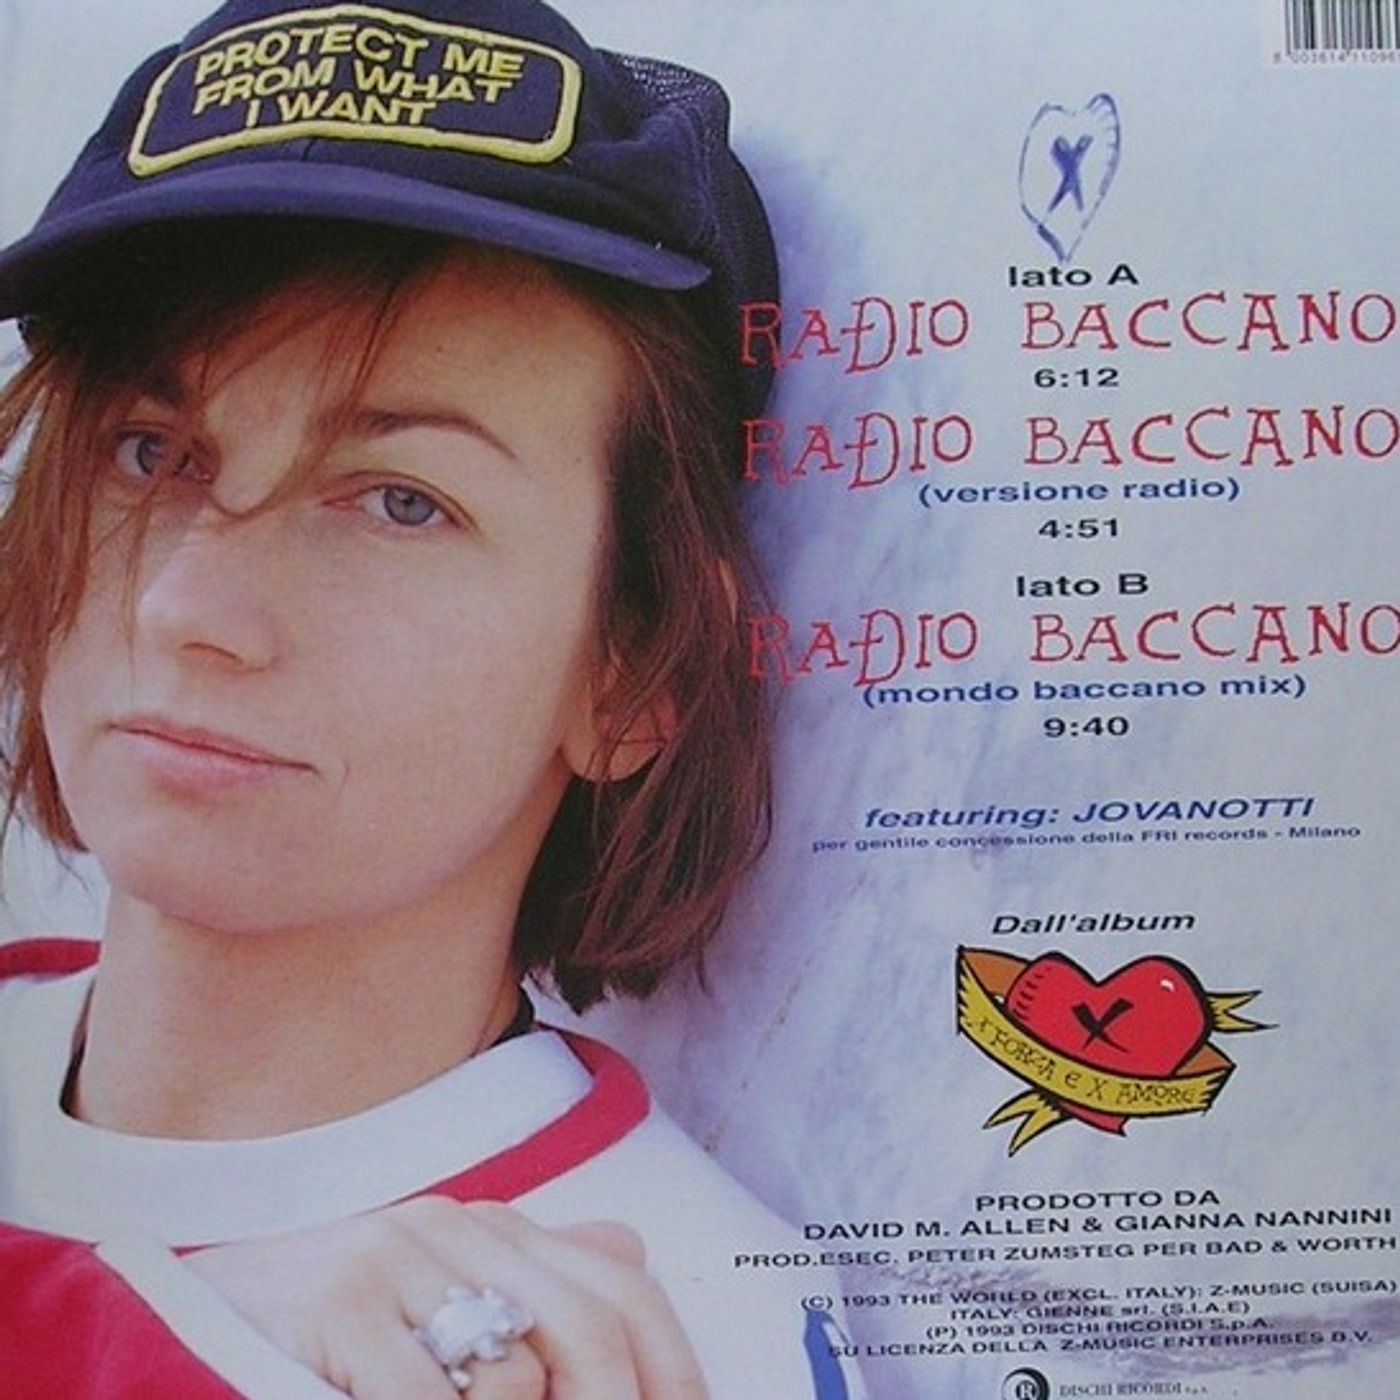 PROTECT ME
FROM WHAT
I WANT
X
lato A
RADIO BACCANO
6:12
RADIO BACCANO
(versione radio)
4:51
lato B
RADIO BACCANO
(mondo baccano mix)
9:40
featuring: JOVANOTTI
per gentile concessione della FRI records - Milano
Dall'album
X
X FORZA E X AMORE
PRODOTTO DA
DAVID M. ALLEN & GIANNA NANNINI
PROD.ESEC. PETER ZUMSTEG PER BAD & WORTH
(C) 1993 THE WORLD (EXCL. ITALY): Z-MUSIC (SUISA)
ITALY: GIENNE srl. (S.I.A.E)
(P) 1993 DISCHI RICORDI S.p.A.
SU LICENZA DELLA Z-MUSIC ENTERPRISES B.V.
R DISCHI RICORDI S.p.A.